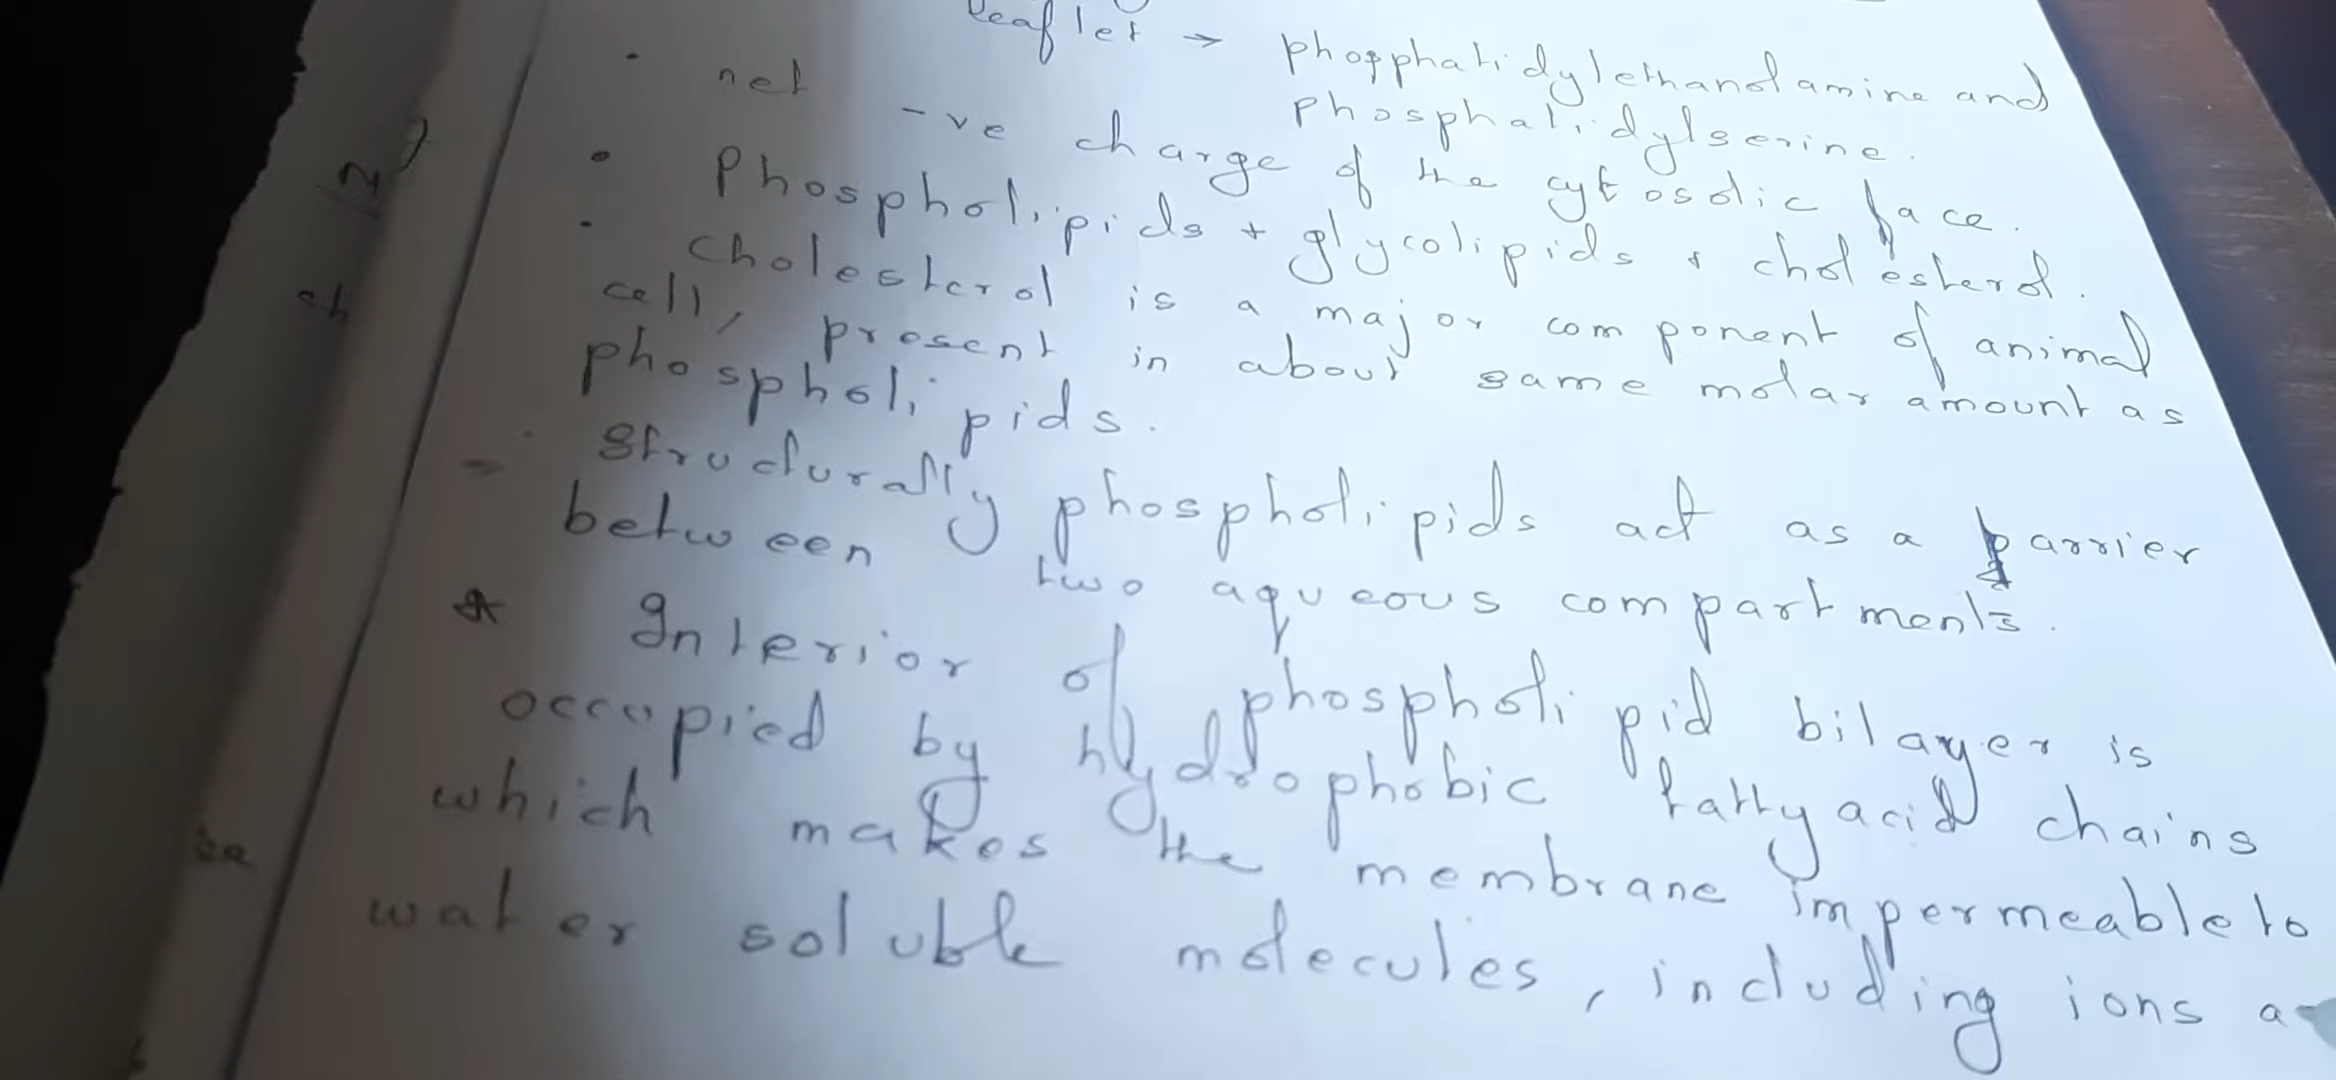 leaflet → phosphatidylethanolamine and
phosphatidylserine.
• net -ve charge of the cytosolic face.
• Phospholipids + glycolipids + cholesterol.
• Cholesterol is a major component of animal
cell, present in about same molar amount as
phospholipids.
- Structurally phospholipids act as a barrier
between two aqueous compartments.
* Interior of phospholipid bilayer is
occupied by hydrophobic fatty acid chains
which makes the membrane impermeable to
water soluble molecules, including ions